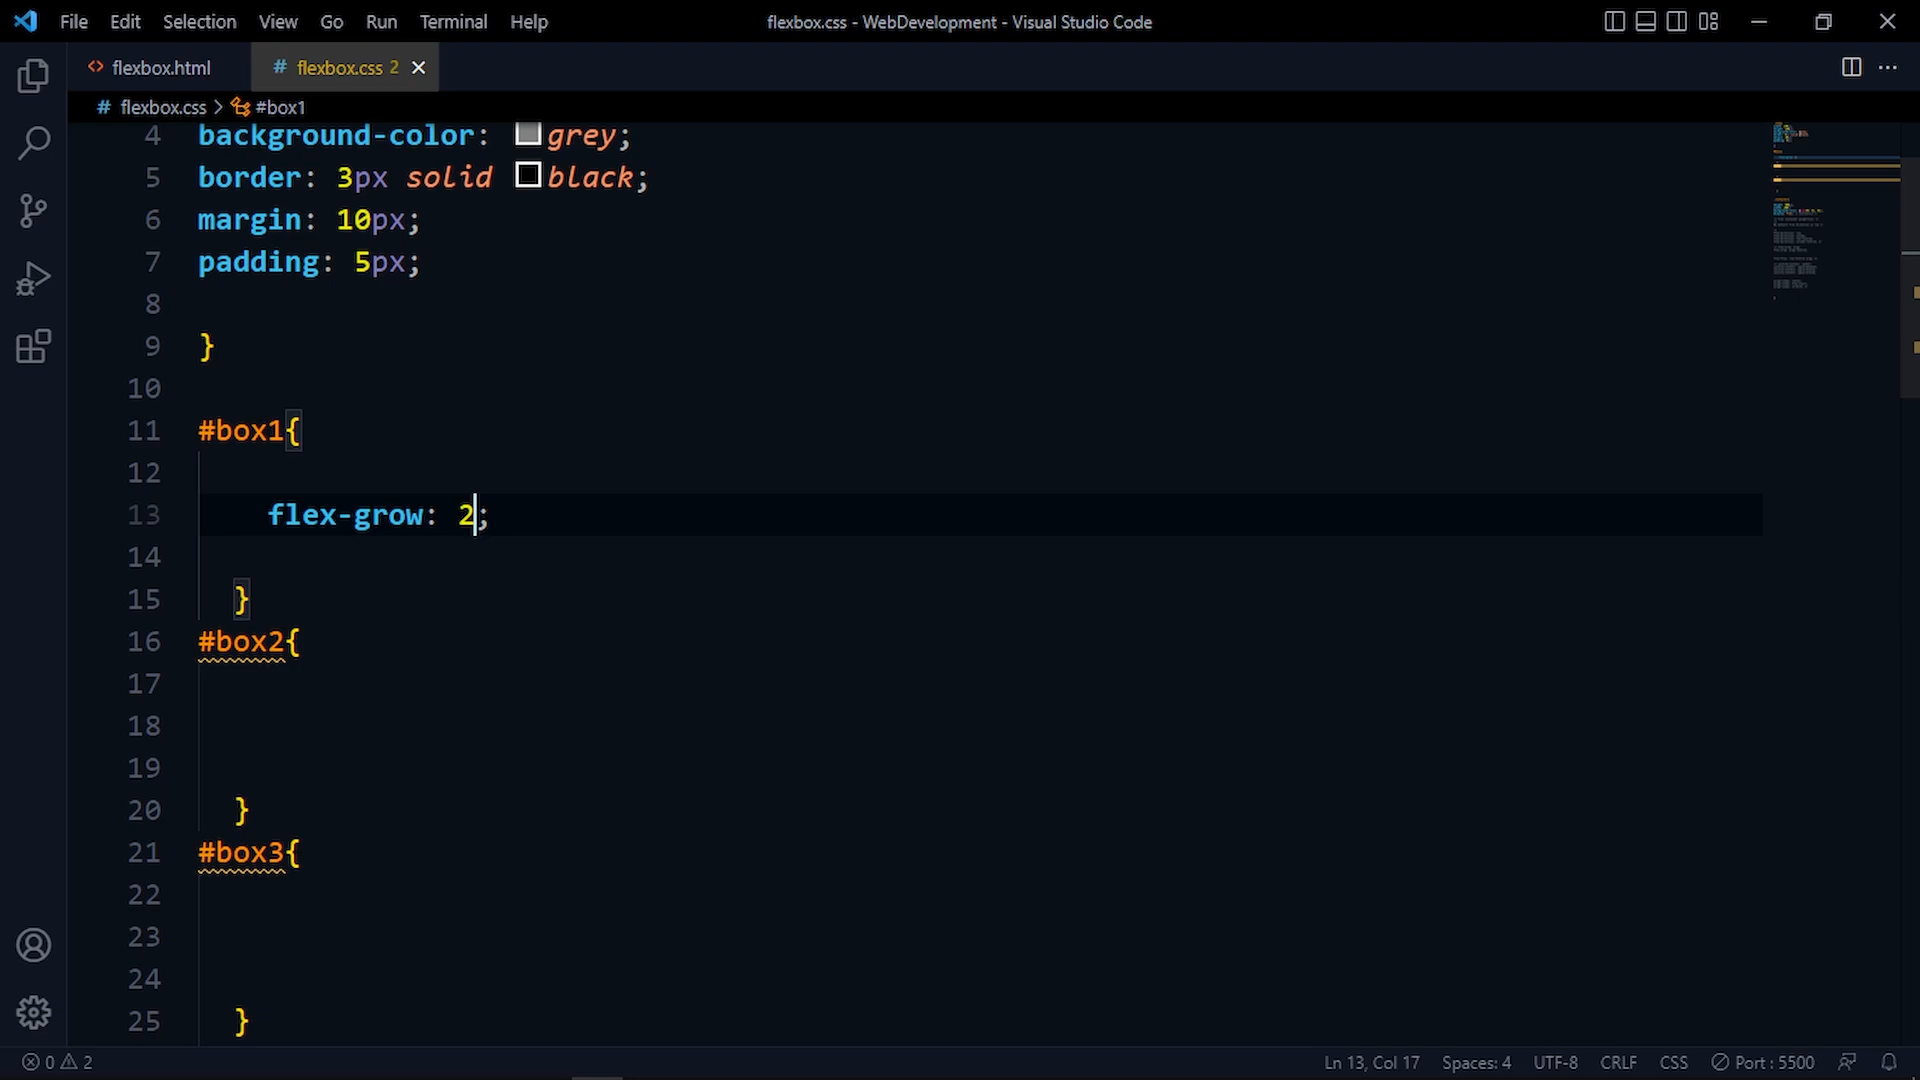 File Edit Selection View Go Run Terminal Help flexbox.css - WebDevelopment - Visual Studio Code
<> flexbox.html # flexbox.css 2
# flexbox.css > #box1
4 background-color: grey;
5 border: 3px solid black;
6 margin: 10px;
7 padding: 5px;
8
9 }
10
11 #box1{
12
13 flex-grow: 2;
14
15 }
16 #box2{
17
18
19
20 }
21 #box3{
22
23
24
25 }
0 2 Ln 13, Col 17 Spaces: 4 UTF-8 CRLF CSS Port : 5500